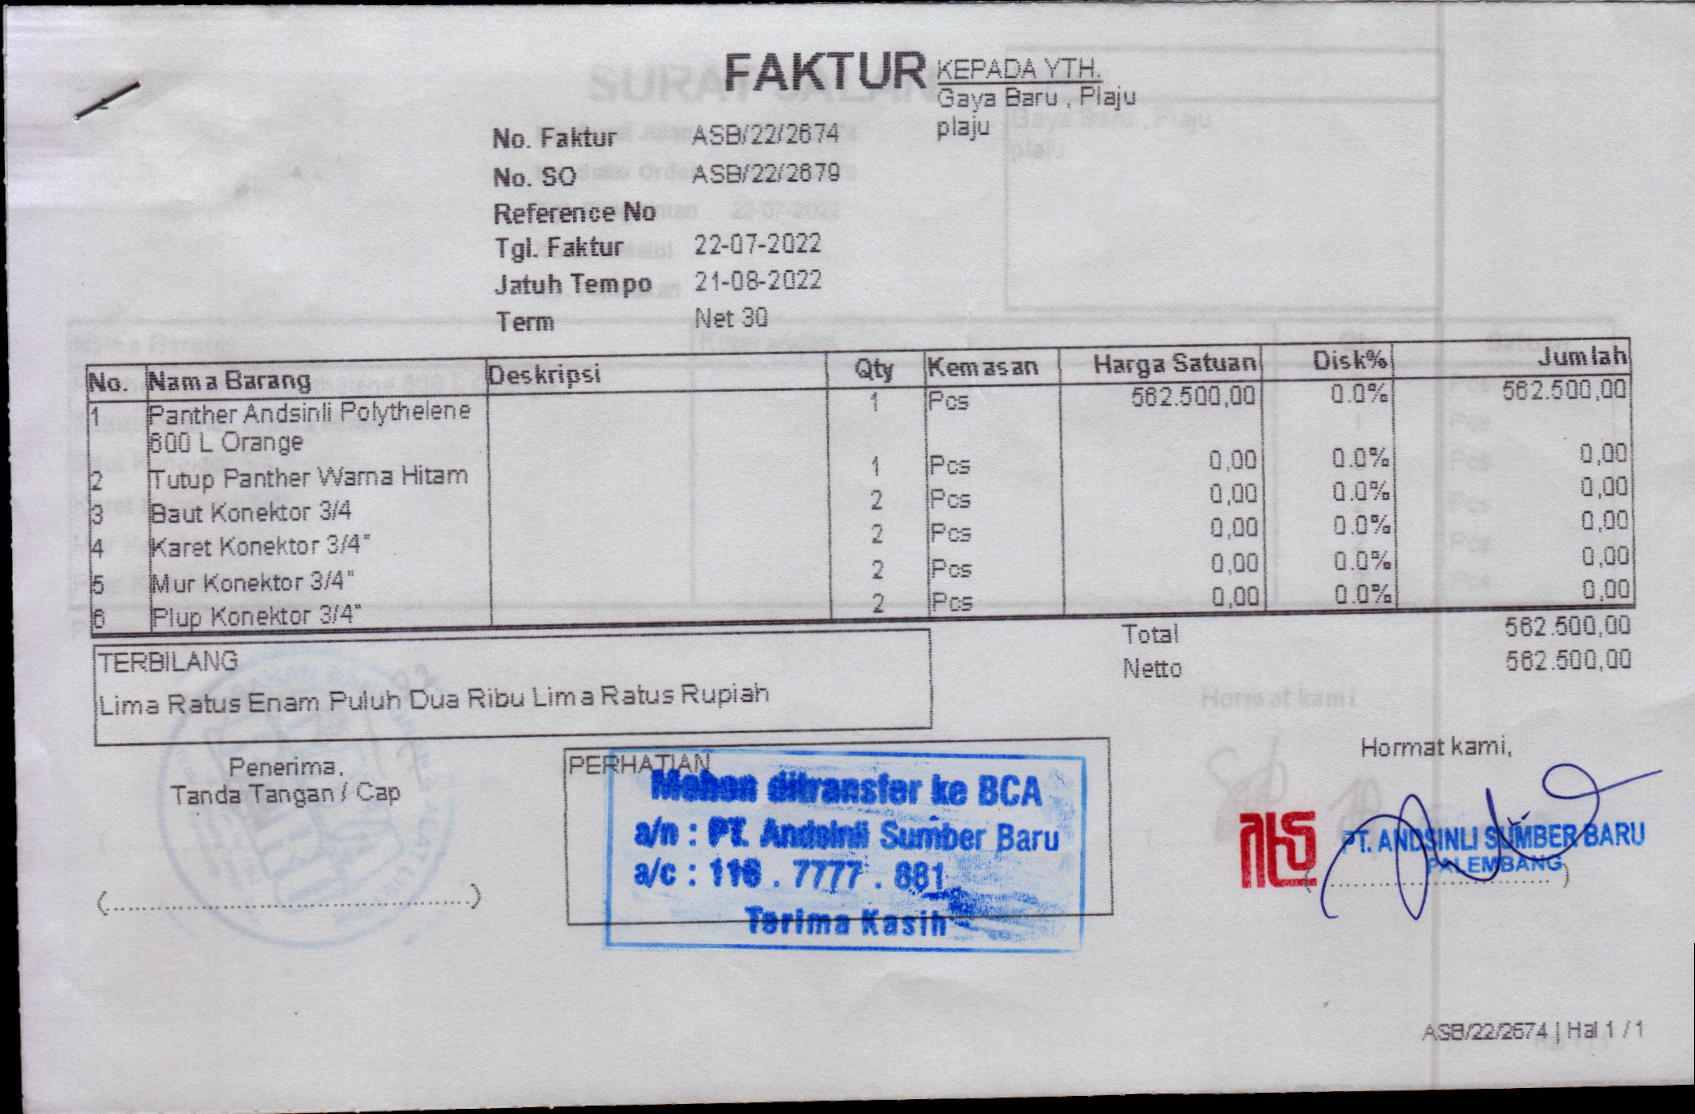 FAKTUR
KEPADA YTH.
Gaya Baru , Plaju
plaju
No. Faktur ASB/22/2674
No. SO ASB/22/2679
Reference No
Tgl. Faktur 22-07-2022
Jatuh Tempo 21-08-2022
Term Net 30
No. Nama Barang Deskripsi Qty Kemasan Harga Satuan Disk% Jumlah
1 Panther Andsinli Polythelene 1 Pcs 562.500,00 0.0% 562.500,00
600 L Orange
2 Tutup Panther Warna Hitam 1 Pcs 0,00 0.0% 0,00
3 Baut Konektor 3/4 2 Pcs 0,00 0.0% 0,00
4 Karet Konektor 3/4" 2 Pcs 0,00 0.0% 0,00
5 Mur Konektor 3/4" 2 Pcs 0,00 0.0% 0,00
6 Plup Konektor 3/4" 2 Pcs 0,00 0.0% 0,00
Total 562.500,00
Netto 562.500,00
TERBILANG
Lima Ratus Enam Puluh Dua Ribu Lima Ratus Rupiah
Penerima,
Tanda Tangan / Cap
(..............................................)
PERHATIAN
Mohon ditransfer ke BCA
a/n : PT. Andsinli Sumber Baru
a/c : 116 . 7777 . 881
Terima Kasih
Hormat kami,
PT. ANDSINLI SUMBER BARU
PALEMBANG
ASB/22/2674 | Hal 1 / 1